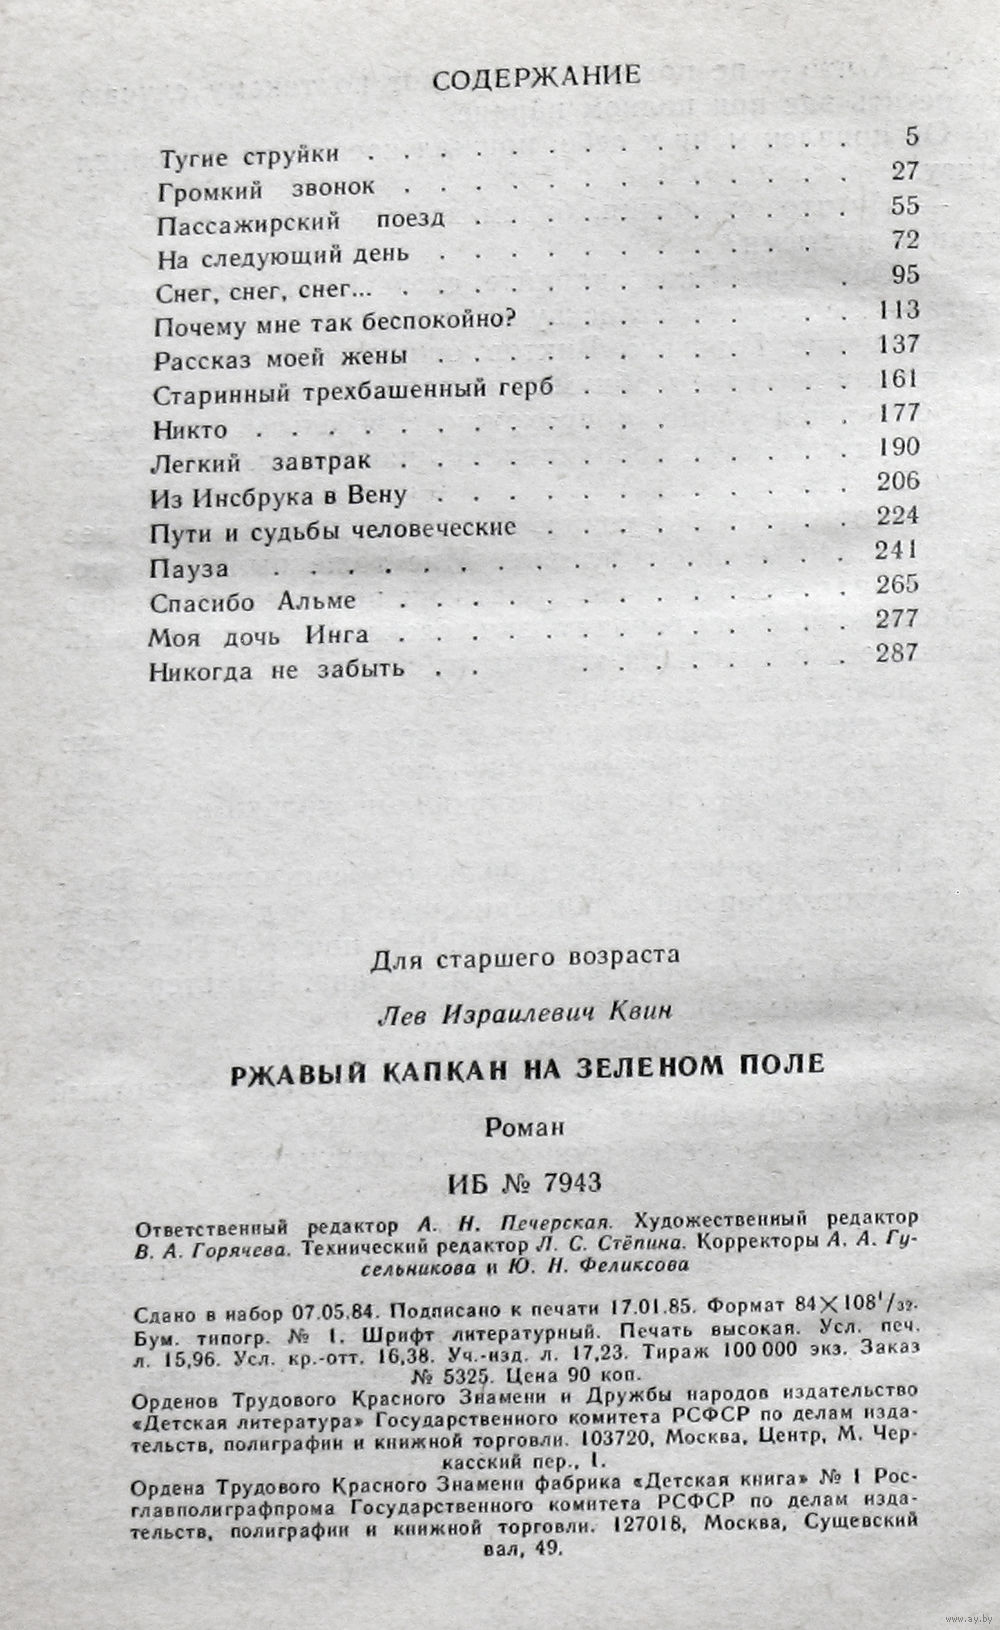 СОДЕРЖАНИЕ
Тугие струйки . . . . . . . . . . . . . . 5
Громкий звонок . . . . . . . . . . . . . 27
Пассажирский поезд . . . . . . . . . . . 55
На следующий день . . . . . . . . . . . 72
Снег, снег, снег... . . . . . . . . . . . 95
Почему мне так беспокойно? . . . . . . . . 113
Рассказ моей жены . . . . . . . . . . . 137
Старинный трехбашенный герб . . . . . . . . 161
Никто . . . . . . . . . . . . . . 177
Легкий завтрак . . . . . . . . . . . . . 190
Из Инсбрука в Вену . . . . . . . . . . . . 206
Пути и судьбы человеческие . . . . . . . . . 224
Пауза . . . . . . . . . . . . . . . . 241
Спасибо Альме . . . . . . . . . . . . . 265
Моя дочь Инга . . . . . . . . . . . . . 277
Никогда не забыть . . . . . . . . . . . 287
Для старшего возраста
Лев Израилевич Квин
РЖАВЫЙ КАПКАН НА ЗЕЛЕНОМ ПОЛЕ
Роман
ИБ № 7943
Ответственный редактор А. Н. Печерская. Художественный редактор
В. А. Горячева. Технический редактор Л. С. Стёпина. Корректоры А. А. Гу-
сельникова и Ю. Н. Феликсова
Сдано в набор 07.05.84. Подписано к печати 17.01.85. Формат 84×108¹/₃₂.
Бум. типогр. № 1. Шрифт литературный. Печать высокая. Усл. печ.
л. 15,96. Усл. кр.-отт. 16,38. Уч.-изд. л. 17,23. Тираж 100 000 экз. Заказ
№ 5325. Цена 90 коп.
Орденов Трудового Красного Знамени и Дружбы народов издательство
«Детская литература» Государственного комитета РСФСР по делам изда-
тельств, полиграфии и книжной торговли. 103720, Москва, Центр, М. Чер-
касский пер., 1.
Ордена Трудового Красного Знамени фабрика «Детская книга» № 1 Рос-
главполиграфпрома Государственного комитета РСФСР по делам изда-
тельств, полиграфии и книжной торговли. 127018, Москва, Сущевский
вал, 49.
www.ay.by